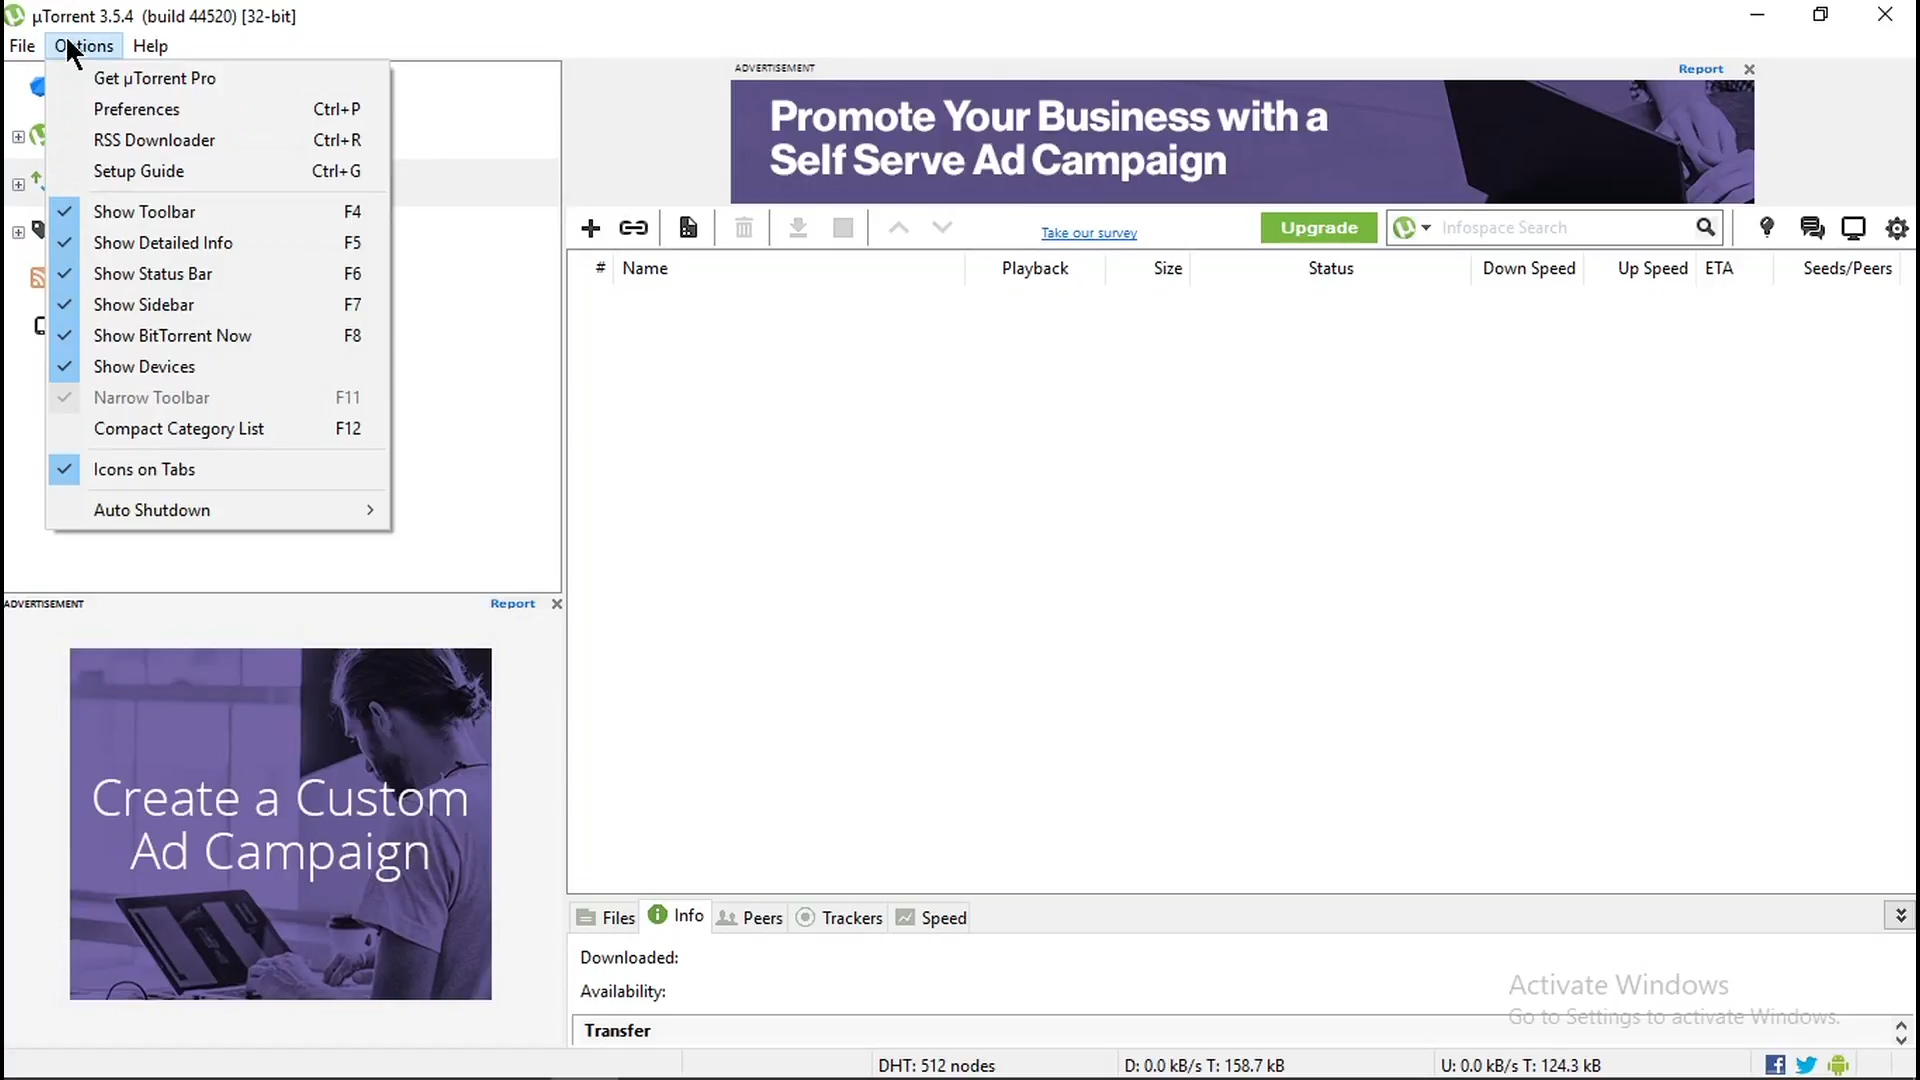 µTorrent 3.5.4 (build 44520) [32-bit]
File Options Help
Get µTorrent Pro
Preferences Ctrl+P
RSS Downloader Ctrl+R
Setup Guide Ctrl+G
Show Toolbar F4
Show Detailed Info F5
Show Status Bar F6
Show Sidebar F7
Show BitTorrent Now F8
Show Devices
Narrow Toolbar F11
Compact Category List F12
Icons on Tabs
Auto Shutdown
ADVERTISEMENT Report
Promote Your Business with a
Self Serve Ad Campaign
Take our survey Upgrade Infospace Search
# Name Playback Size Status Down Speed Up Speed ETA Seeds/Peers
ADVERTISEMENT Report
Create a Custom
Ad Campaign
Files Info Peers Trackers Speed
Downloaded:
Availability:
Transfer
Activate Windows
Go to Settings to activate Windows.
DHT: 512 nodes D: 0.0 kB/s T: 158.7 kB U: 0.0 kB/s T: 124.3 kB